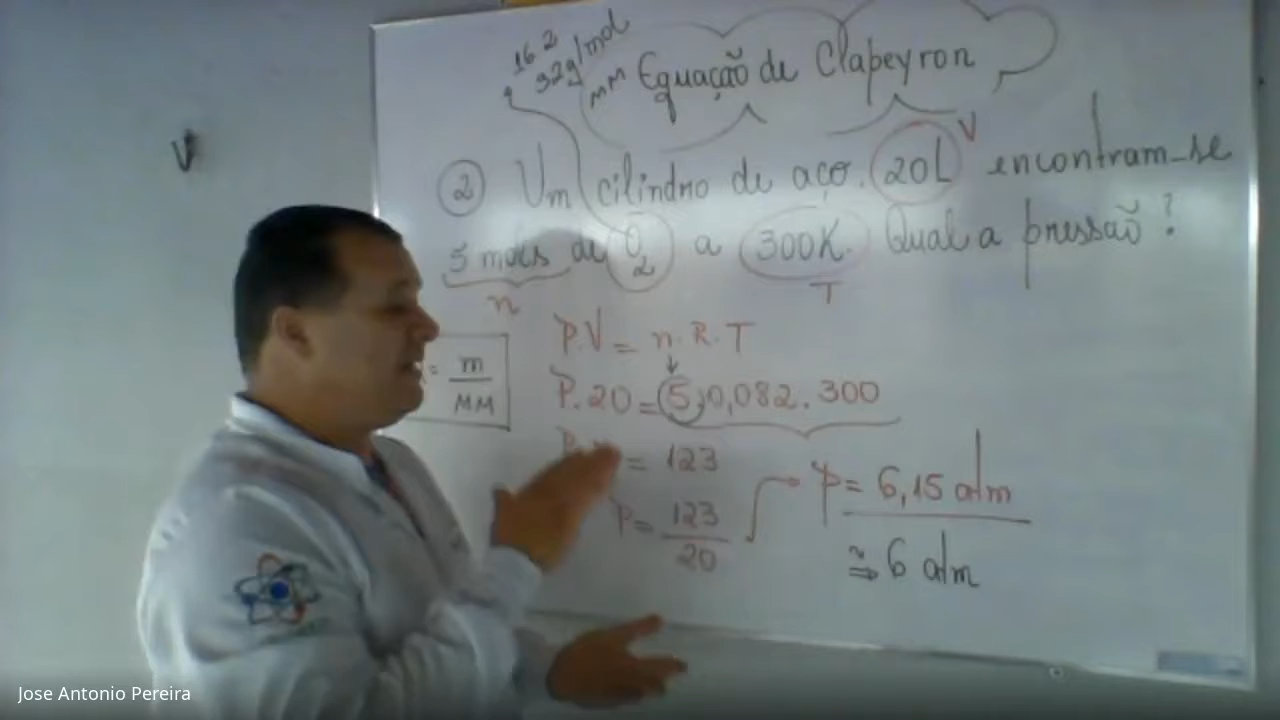 16.2
32g/mol
MM Equação de Clapeyron
V
② Um cilindro de aço. 20L encontram-se
5 mols de O₂ a 300K. Qual a pressão?
n T
P.V = n.R.T
= m/MM
P.20 = 5.0,082.300
= 123
P = 123/20
P = 6,15 atm
≅ 6 atm
Jose Antonio Pereira